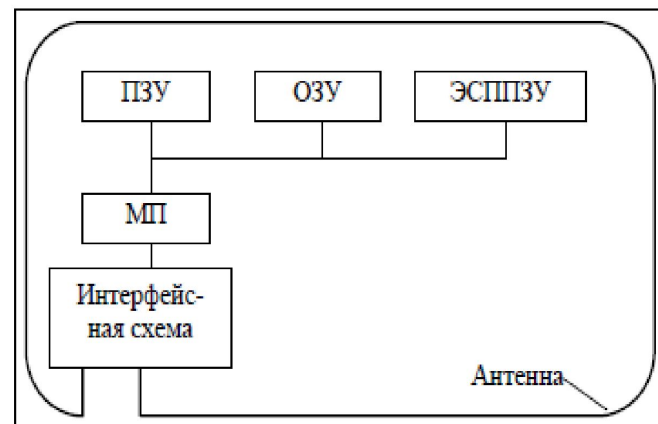 ПЗУ
ОЗУ
ЭСППЗУ
МП
Интерфейс-
ная схема
Антенна